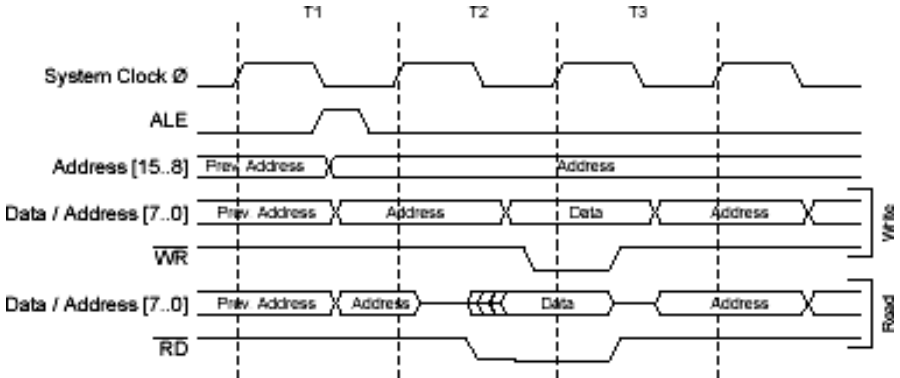 T1 T2 T3
System Clock Ø
ALE
Address [15..8] Prev. Address Address
Data / Address [7..0] Prev. Address Address Data Address
WR
Write
Data / Address [7..0] Prev. Address Address Data Address
RD
Read